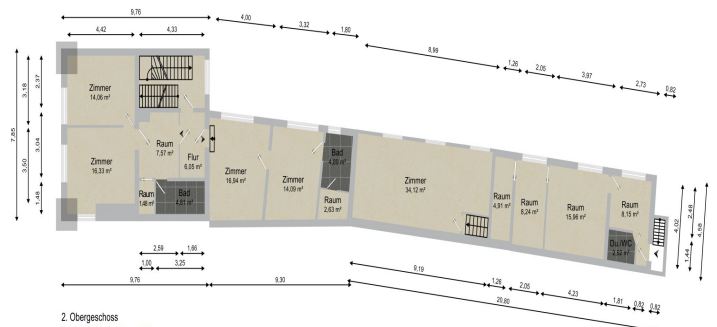 9,76
4,42
4,33
4,00
3,32
1,80
8,99
1,26
2,05
3,97
2,73
0,82
7,85
3,18
3,50
2,37
3,04
1,48
Zimmer
14,06 m²
Zimmer
16,33 m²
Raum
7,57 m²
Flur
6,05 m²
Raum
1,48 m²
Bad
4,81 m²
Zimmer
16,94 m²
Zimmer
14,09 m²
Bad
Raum
2,63 m²
Zimmer
34,12 m²
Raum
4,91 m²
Raum
8,24 m²
Raum
15,96 m²
Raum
8,15 m²
Du./WC
2,52 m²
4,02
2,48
1,44
4,68
2,59
1,66
1,00
3,25
9,76
9,30
9,19
1,26
2,05
4,23
1,81
0,82
0,82
20,80
2. Obergeschoss